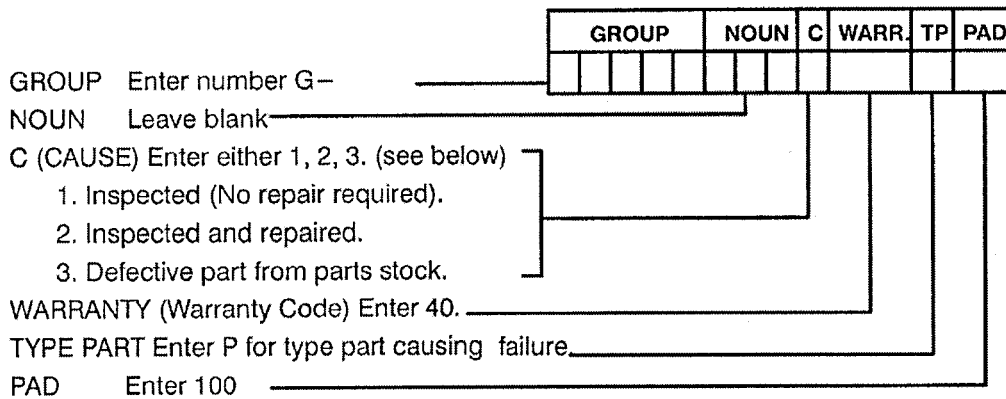 GROUP NOUN C WARR. TP PAD
GROUP Enter number G–
NOUN Leave blank
C (CAUSE) Enter either 1, 2, 3. (see below)
1. Inspected (No repair required).
2. Inspected and repaired.
3. Defective part from parts stock.
WARRANTY (Warranty Code) Enter 40.
TYPE PART Enter P for type part causing failure
PAD Enter 100